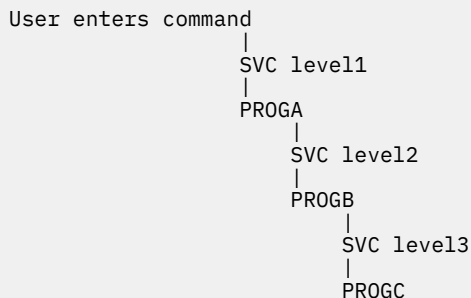 User enters command
|
SVC level1
|
PROGA
|
SVC level2
|
PROGB
|
SVC level3
|
PROGC